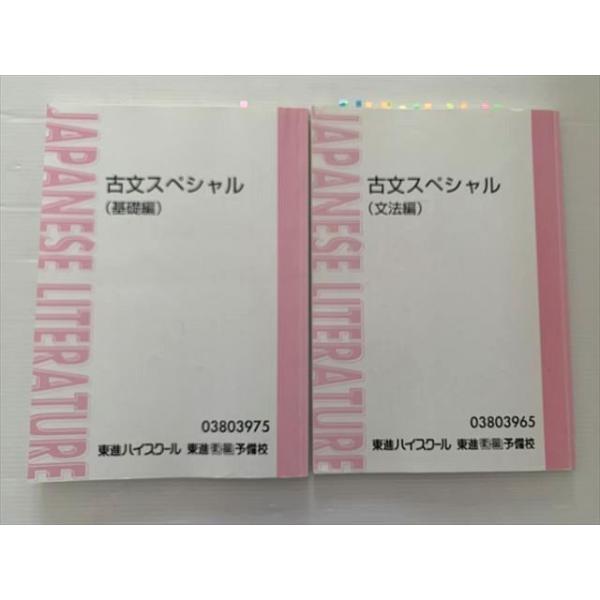 JAPANESE LITERATURE
古文スペシャル
(基礎編)
03803975
東進ハイスクール 東進衛星予備校
JAPANESE LITERATURE
古文スペシャル
(文法編)
03803965
東進ハイスクール 東進衛星予備校